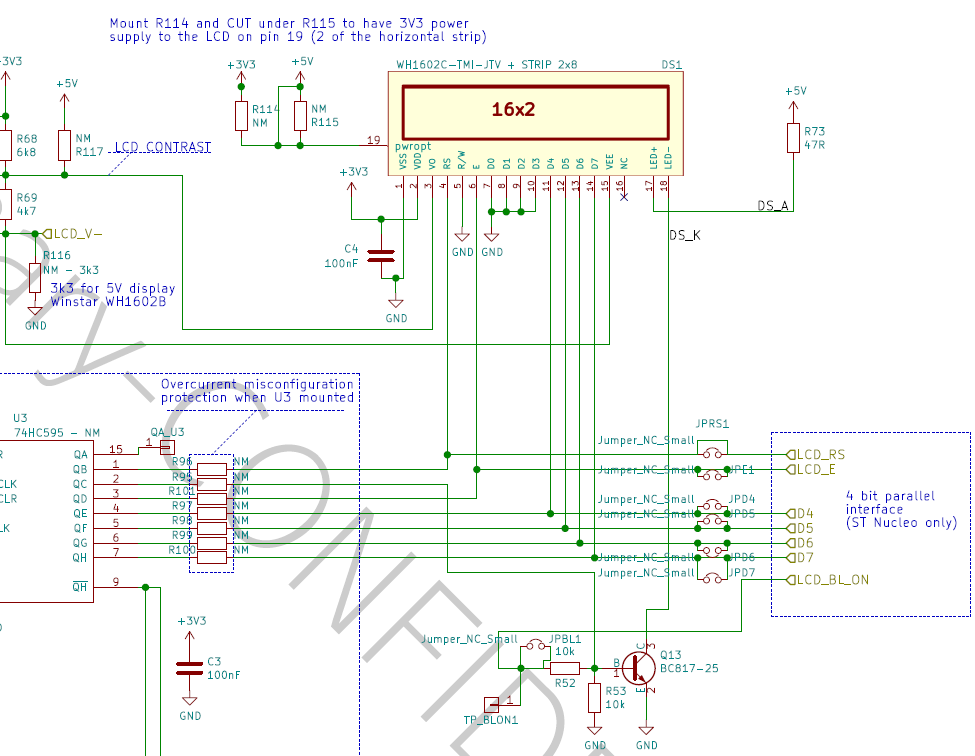 Mount R114 and CUT under R115 to have 3V3 power
supply to the LCD on pin 19 (2 of the horizontal strip)
+3V3
+5V
R68
6k8
NM
R117
LCD CONTRAST
R69
4k7
LCD_V-
R116
NM - 3k3
3k3 for 5V display
Winstar WH1602B
GND
+3V3
+5V
R114
NM
NM
R115
WH1602C-TMI-JTV + STRIP 2x8
DS1
16x2
19
pwropt
VSS
VDD
VO
RS
R/W
E
D0
D1
D2
D3
D4
D5
D6
D7
VEE
NC
LED+
LED-
1
2
3
4
5
6
7
8
9
10
11
12
13
14
15
16
17
18
+5V
R73
47R
DS_A
DS_K
+3V3
C4
100nF
GND
GND
GND
Overcurrent misconfiguration
protection when U3 mounted
U3
74HC595 - NM
QA_U3
1
QA
15
QB
1
QC
2
QD
3
QE
4
QF
5
QG
6
QH
7
QH
9
R
CLK
CLR
LK
R96
NM
R95
NM
R101
NM
R97
NM
R98
NM
R99
NM
R100
NM
JPRS1
Jumper_NC_Small
LCD_RS
Jumper_NC_Small
JPE1
LCD_E
Jumper_NC_Small
JPD4
D4
Jumper_NC_Small
JPD5
D5
D6
Jumper_NC_Small
JPD6
D7
Jumper_NC_Small
JPD7
LCD_BL_ON
4 bit parallel
interface
(ST Nucleo only)
+3V3
C3
100nF
GND
Jumper_NC_Small
JPBL1
10k
R52
TP_BLON1
1
R53
10k
GND
B
1
C
3
E
2
Q13
BC817-25
GND
ary-CONFID